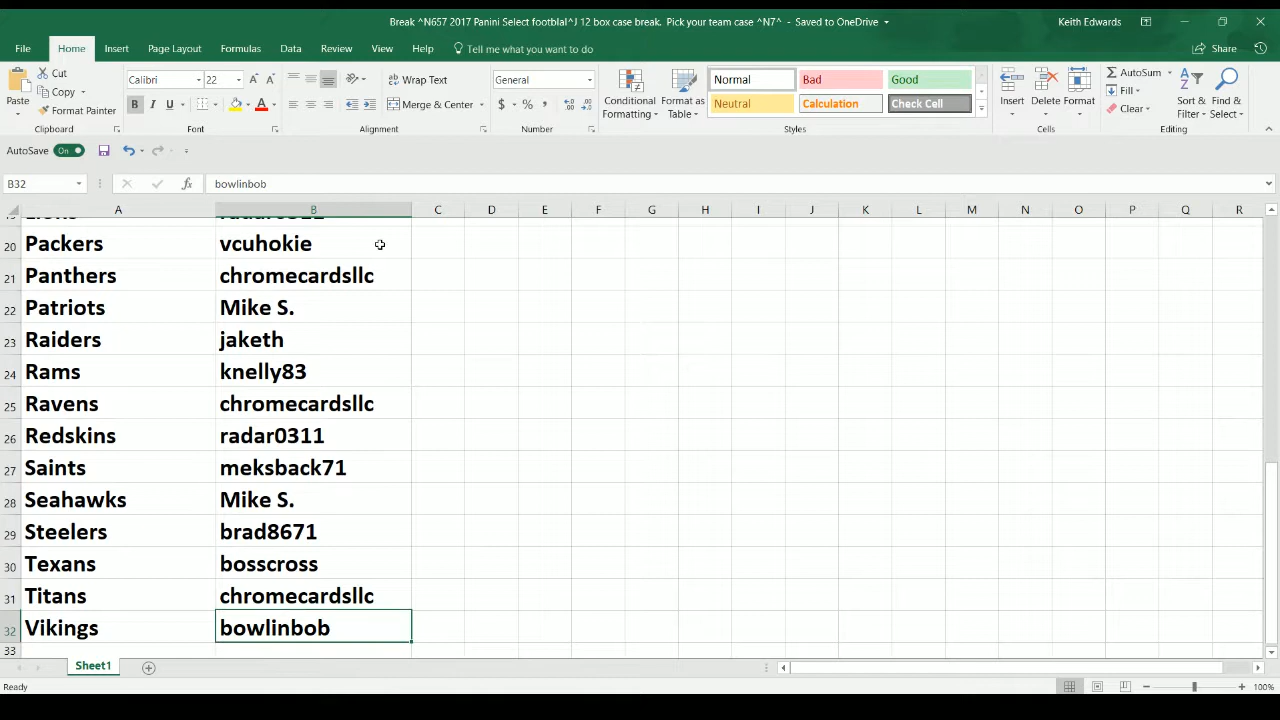 Break ^N657 2017 Panini Select footblal^J 12 box case break. Pick your team case ^N7^ - Saved to OneDrive
Keith Edwards
File Home Insert Page Layout Formulas Data Review View Help Tell me what you want to do Share
Paste Cut Calibri 22 Wrap Text General Conditional Formatting Format as Table Normal Bad Good Insert Delete Format AutoSum Sort & Filter Find & Select
Copy Fill
Format Painter B I U Merge & Center $ % Neutral Calculation Check Cell Clear
Clipboard Font Alignment Number Styles Cells Editing
AutoSave On
B32 fx bowlinbob
A B C D E F G H I J K L M N O P Q R
20 Packers vcuhokie
21 Panthers chromecardsllc
22 Patriots Mike S.
23 Raiders jaketh
24 Rams knelly83
25 Ravens chromecardsllc
26 Redskins radar0311
27 Saints meksback71
28 Seahawks Mike S.
29 Steelers brad8671
30 Texans bosscross
31 Titans chromecardsllc
32 Vikings bowlinbob
33
Sheet1
Ready 100%